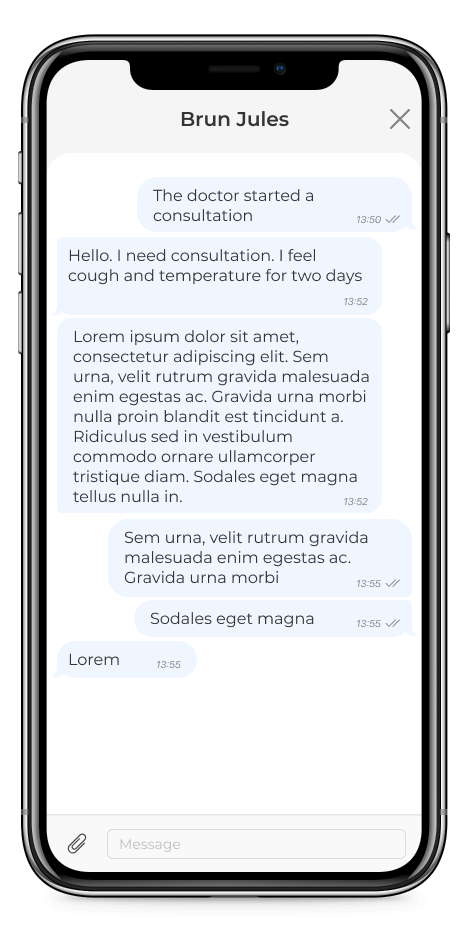 Brun Jules
The doctor started a
consultation
13:50
Hello. I need consultation. I feel
cough and temperature for two days
13:52
Lorem ipsum dolor sit amet,
consectetur adipiscing elit. Sem
urna, velit rutrum gravida malesuada
enim egestas ac. Gravida urna morbi
nulla proin blandit est tincidunt a.
Ridiculus sed in vestibulum
commodo ornare ullamcorper
tristique diam. Sodales eget magna
tellus nulla in.
13:52
Sem urna, velit rutrum gravida
malesuada enim egestas ac.
Gravida urna morbi
13:55
Sodales eget magna
13:55
Lorem
13:55
Message